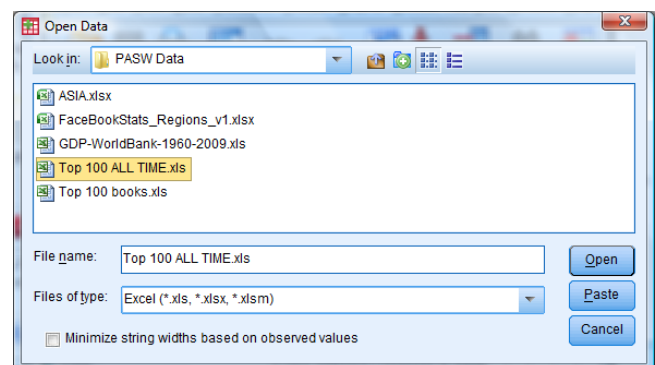 Open Data
Look in: PASW Data
ASIA.xlsx
FaceBookStats_Regions_v1.xlsx
GDP-WorldBank-1960-2009.xls
Top 100 ALL TIME.xls
Top 100 books.xls
File name: Top 100 ALL TIME.xls Open
Files of type: Excel (*.xls, *.xlsx, *.xlsm) Paste
Minimize string widths based on observed values Cancel